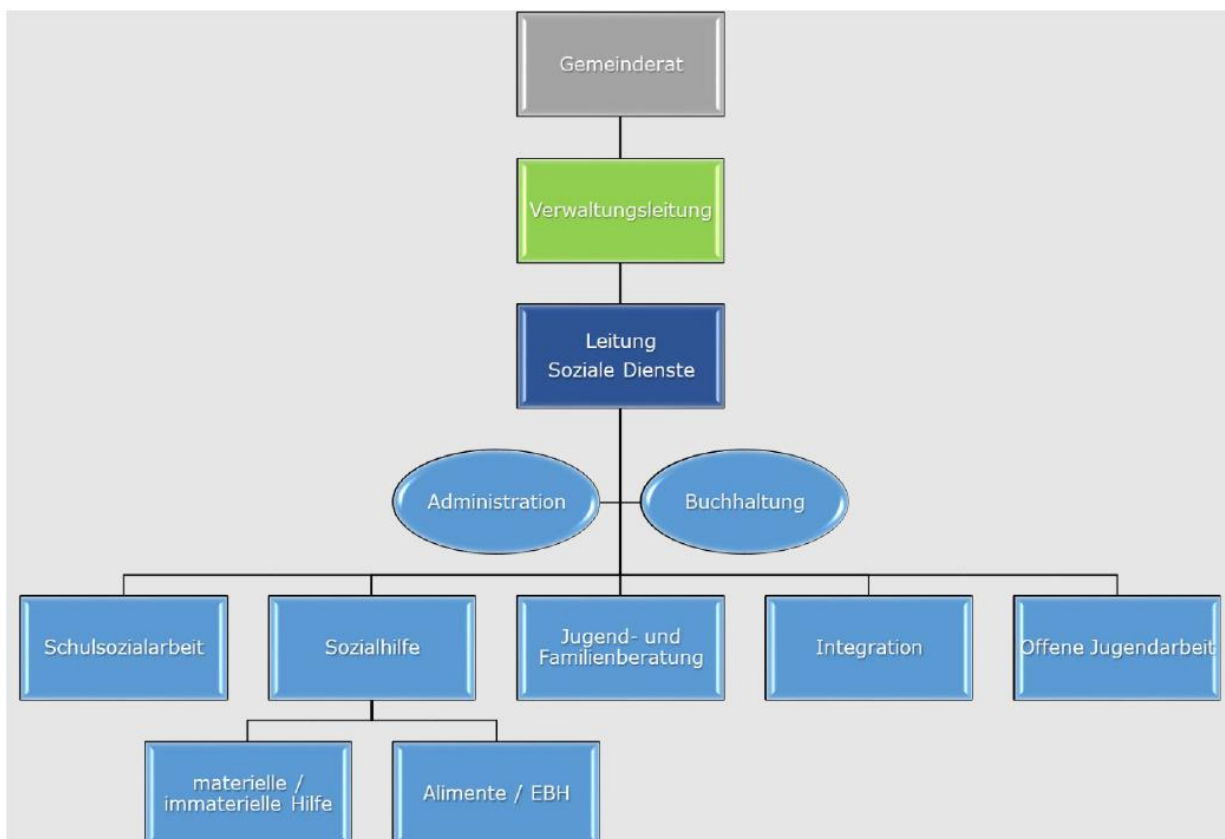 Gemeinderat
Verwaltungsleitung
Leitung
Soziale Dienste
Administration
Buchhaltung
Schulsozialarbeit
Sozialhilfe
Jugend- und
Familienberatung
Integration
Offene Jugendarbeit
materielle /
immaterielle Hilfe
Alimente / EBH